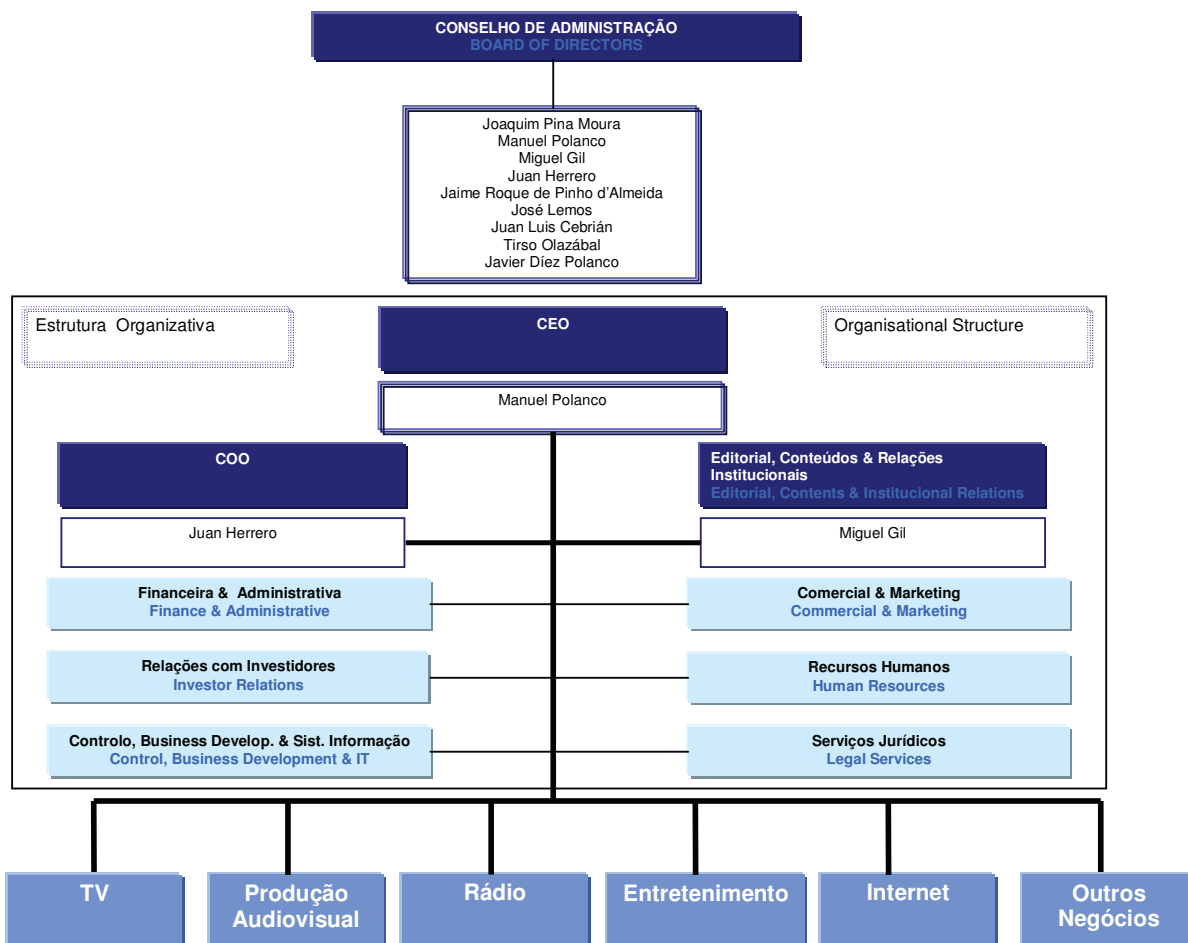 CONSELHO DE ADMINISTRAÇÃO
BOARD OF DIRECTORS
Joaquim Pina Moura
Manuel Polanco
Miguel Gil
Juan Herrero
Jaime Roque de Pinho d’Almeida
José Lemos
Juan Luis Cebrián
Tirso Olazábal
Javier Díez Polanco
Estrutura Organizativa
CEO
Organisational Structure
Manuel Polanco
COO
Editorial, Conteúdos & Relações
Institucionais
Editorial, Contents & Institutional Relations
Juan Herrero
Miguel Gil
Financeira & Administrativa
Finance & Administrative
Comercial & Marketing
Commercial & Marketing
Relações com Investidores
Investor Relations
Recursos Humanos
Human Resources
Controlo, Business Develop. & Sist. Informação
Control, Business Development & IT
Serviços Jurídicos
Legal Services
TV
Produção
Audiovisual
Rádio
Entretenimento
Internet
Outros
Negócios